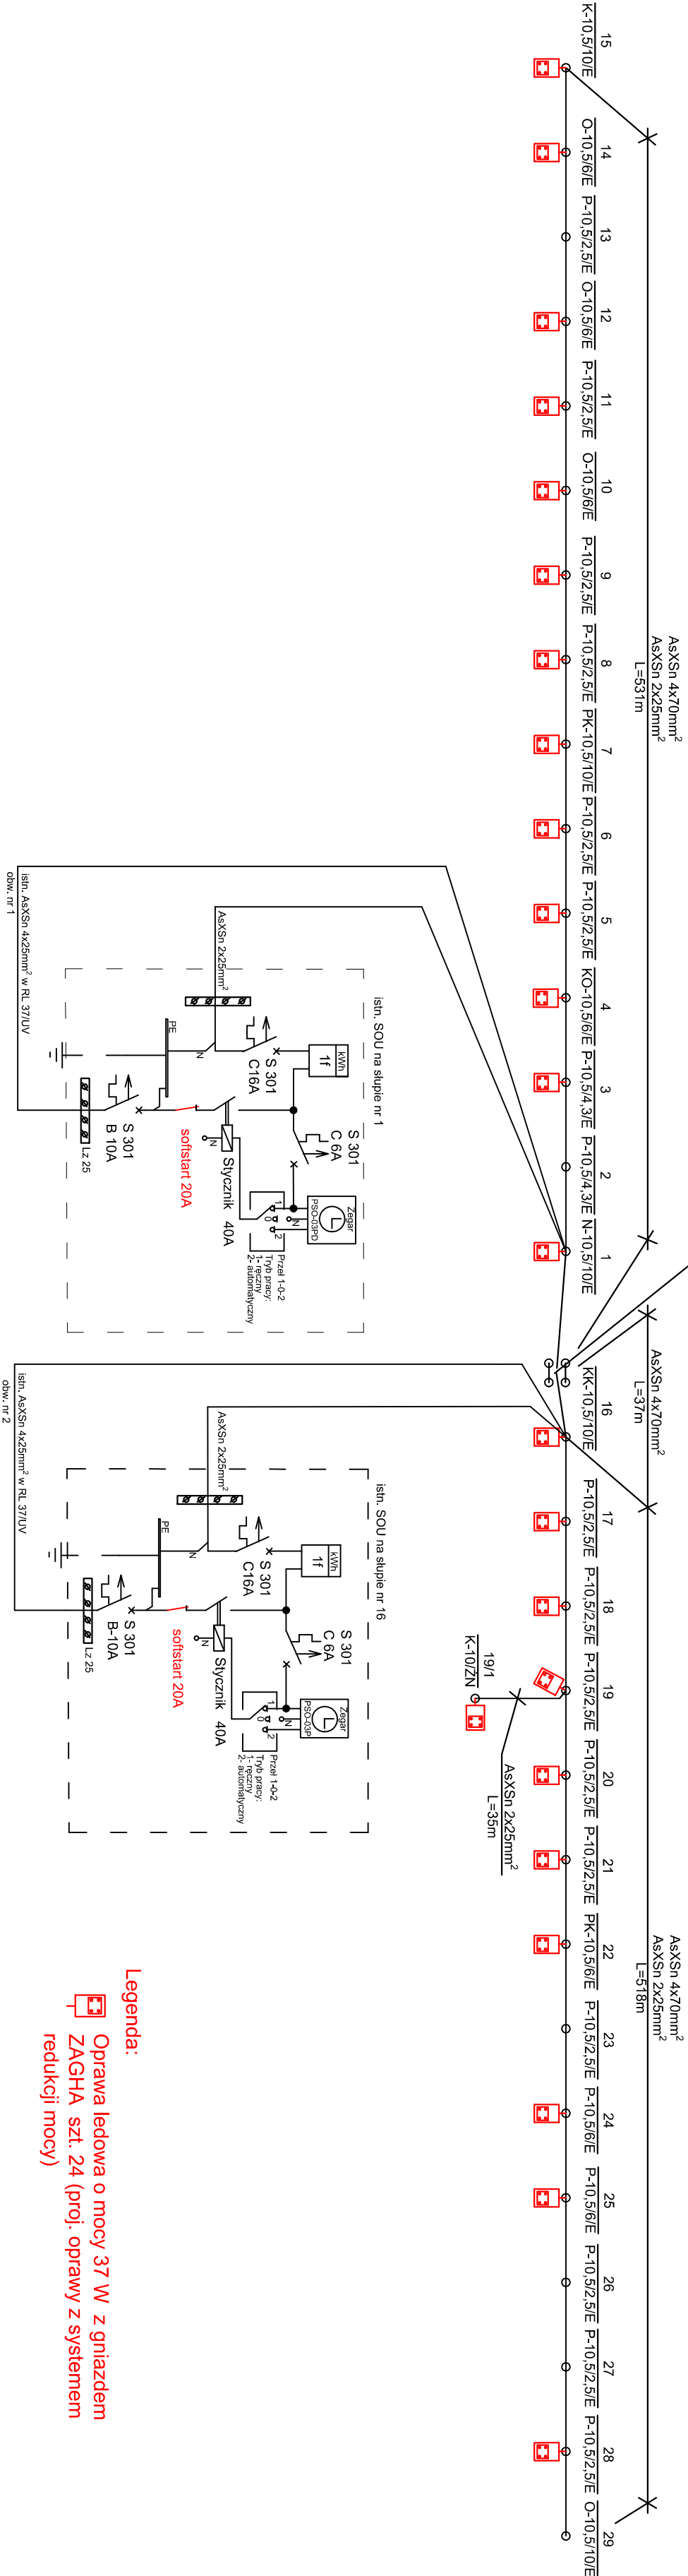 15
K-10,5/10/E
14
O-10,5/6/E
13
P-10,5/2,5/E
12
O-10,5/6/E
11
P-10,5/2,5/E
10
O-10,5/6/E
9
P-10,5/2,5/E
8
P-10,5/2,5/E
7
PK-10,5/10/E
6
P-10,5/2,5/E
5
P-10,5/2,5/E
4
KO-10,5/6/E
3
P-10,5/4,3/E
2
P-10,5/4,3/E
1
N-10,5/10/E
16
KK-10,5/10/E
17
P-10,5/2,5/E
18
P-10,5/2,5/E
19
P-10,5/2,5/E
20
P-10,5/2,5/E
21
P-10,5/2,5/E
22
PK-10,5/6/E
23
P-10,5/2,5/E
24
P-10,5/6/E
25
P-10,5/6/E
26
P-10,5/2,5/E
27
P-10,5/2,5/E
28
P-10,5/2,5/E
29
O-10,5/10/E
AsXSn 4x70mm²
AsXSn 2x25mm²
L=531m
AsXSn 4x70mm²
L=37m
AsXSn 4x70mm²
AsXSn 2x25mm²
L=518m
19/1
K-10/ŻN
AsXSn 2x25mm²
L=35m
istn. SOU na słupie nr 1
kWh
1f
S 301
C 6A
Zegar
PSO-03PD
S 301
C16A
N
1
0
2
Przeł 1-0-2
Tryb pracy:
1- ręczny
2- automatyczny
Stycznik 40A
N
AsXSn 2x25mm²
N
PE
softstart 20A
S 301
B 10A
Lz 25
istn. AsXSn 4x25mm² w RL 37/UV
obw. nr 1
istn. SOU na słupie nr 16
kWh
1f
S 301
C 6A
Zegar
PSO-03P
S 301
C16A
N
1
0
2
Przeł 1-0-2
Tryb pracy:
1- ręczny
2- automatyczny
Stycznik 40A
N
AsXSn 2x25mm²
N
PE
softstart 20A
S 301
B-10A
Lz 25
istn. AsXSn 4x25mm² w RL 37/UV
obw. nr 2
Legenda:
Oprawa ledowa o mocy 37 W z gniazdem
ZAGHA szt. 24 (proj. oprawy z systemem
redukcji mocy)